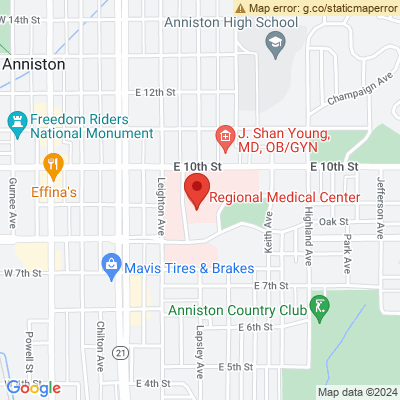 Map error: g.co/staticmaperror
W 14th St
Anniston High School
Anniston
E 12th St
Champaign Ave
Freedom Riders
National Monument
J. Shan Young,
MD, OB/GYN
E 10th St
E 10th St
Effina's
Gurnee Ave
Leighton Ave
Regional Medical Center
Jefferson Ave
Keith Ave
Highland Ave
Oak St
Park Ave
W 7th St
Mavis Tires & Brakes
E 7th St
Anniston Country Club
E 6th St
Powell St
Chilton Ave
21
Lapsley Ave
E 5th St
W 4th St
E 4th St
Google
Map data ©2024